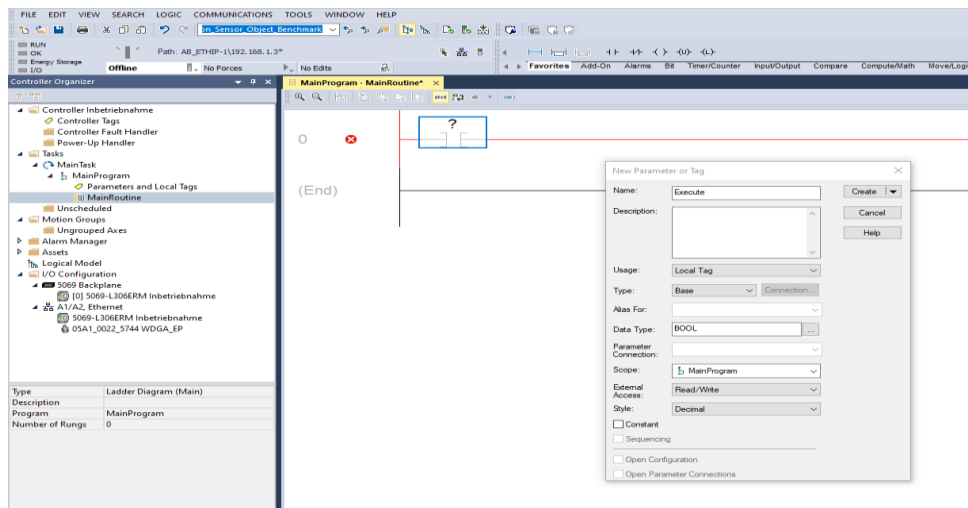 FILE EDIT VIEW SEARCH LOGIC COMMUNICATIONS TOOLS WINDOW HELP
on_Sensor_Object_Benchmark
RUN
OK
Energy Storage
I/O
Path: AB_ETHIP-1\192.168.1.3*
Offline
No Forces
No Edits
Favorites Add-On Alarms Bit Timer/Counter Input/Output Compare Compute/Math Move/Logi
Controller Organizer
MainProgram - MainRoutine*
Controller Inbetriebnahme
Controller Tags
Controller Fault Handler
Power-Up Handler
Tasks
MainTask
MainProgram
Parameters and Local Tags
MainRoutine
Unscheduled
Motion Groups
Ungrouped Axes
Alarm Manager
Assets
Logical Model
I/O Configuration
5069 Backplane
[0] 5069-L306ERM Inbetriebnahme
A1/A2, Ethernet
5069-L306ERM Inbetriebnahme
05A1_0022_5744 WDGA_EP
Type Ladder Diagram (Main)
Description
Program MainProgram
Number of Rungs 0
0
?
(End)
New Parameter or Tag
Name: Execute
Create
Description:
Cancel
Help
Usage: Local Tag
Type: Base
Connection...
Alias For:
Data Type: BOOL
...
Parameter
Connection:
Scope: MainProgram
External
Access: Read/Write
Style: Decimal
Constant
Sequencing
Open Configuration
Open Parameter Connections